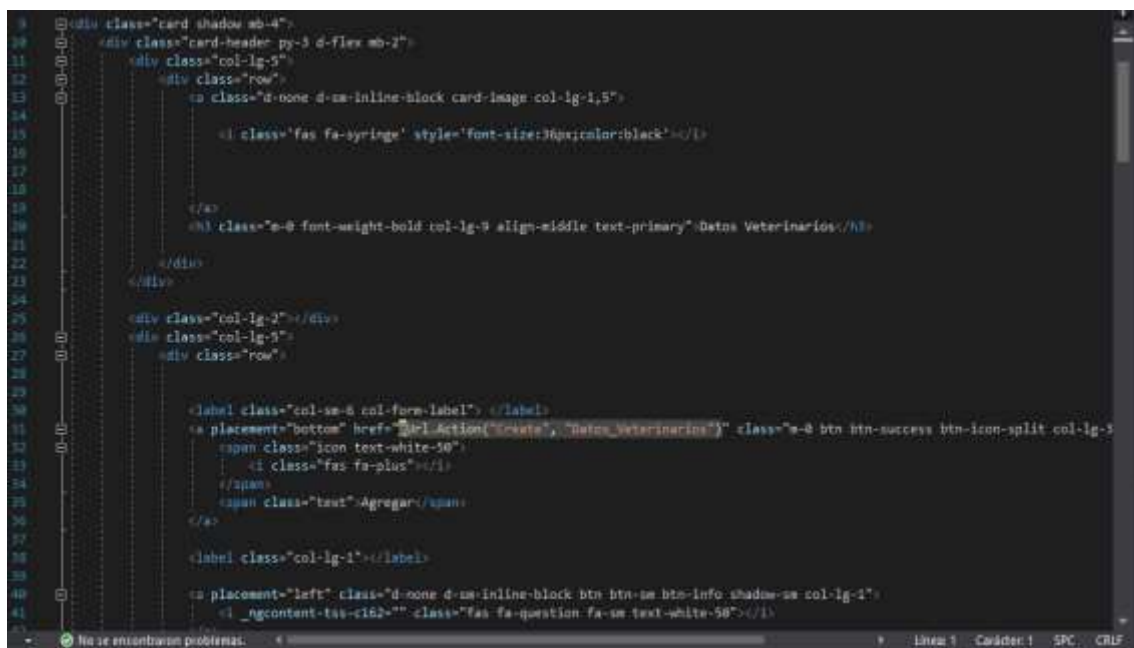 9 <div class="card shadow mb-4">
10 <div class="card-header py-3 d-flex mb-2">
11 <div class="col-lg-5">
12 <div class="row">
13 <a class="d-none d-sm-inline-block card-image col-lg-1,5">
14
15 <i class='fas fa-syringe' style='font-size:36px;color:black'></i>
16
17
18
19 </a>
20 <h3 class="m-0 font-weight-bold col-lg-9 align-middle text-primary">Datos Veterinarios</h3>
21
22 </div>
23 </div>
24
25 <div class="col-lg-2"></div>
26 <div class="col-lg-5">
27 <div class="row">
28
29
30 <label class="col-sm-6 col-form-label"> </label>
31 <a placement="bottom" href="@Url.Action("Create", "Datos_Veterinarios")" class="m-0 btn btn-success btn-icon-split col-lg-3
32 <span class="icon text-white-50">
33 <i class="fas fa-plus"></i>
34 </span>
35 <span class="text">Agregar</span>
36 </a>
37
38 <label class="col-lg-1"></label>
39
40 <a placement="left" class="d-none d-sm-inline-block btn btn-sm btn-info shadow-sm col-lg-1">
41 <i _ngcontent-tss-c162="" class="fas fa-question fa-sm text-white-50"></i>
No se encontraron problemas. Línea: 1 Carácter: 1 SPC CRLF